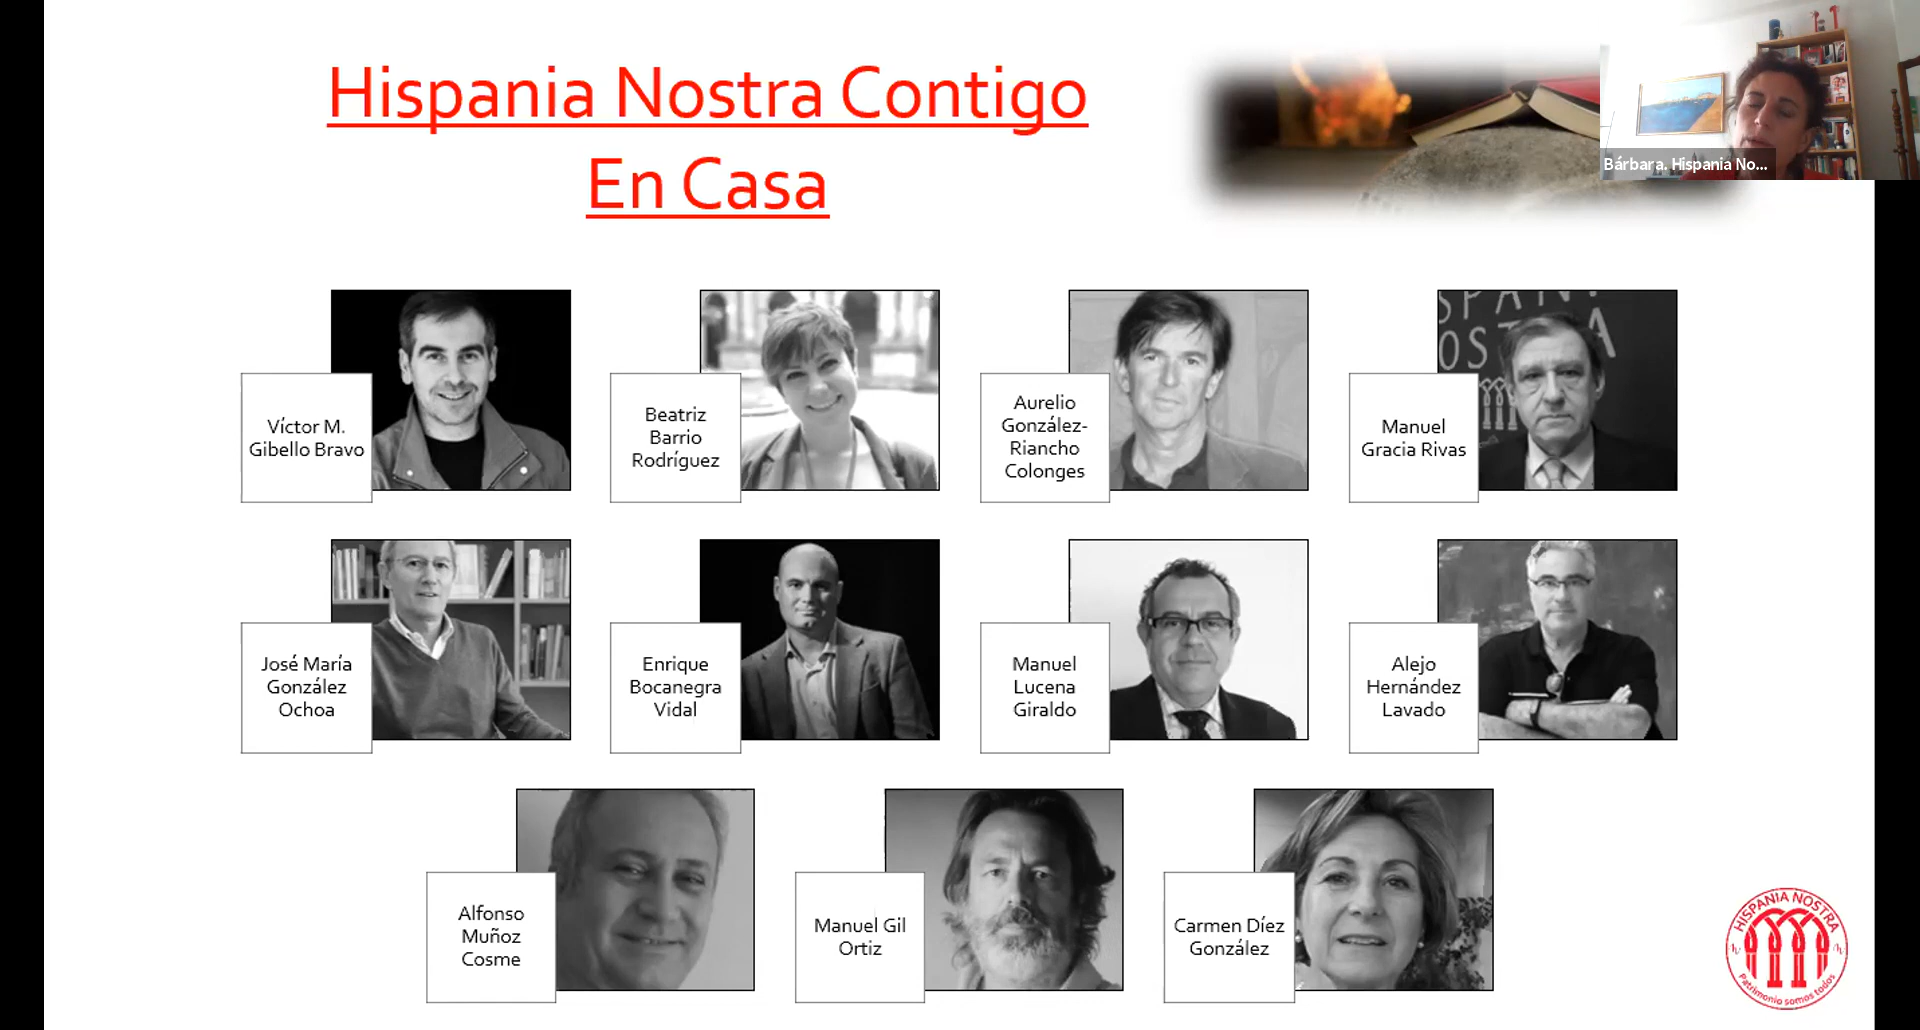 Hispania Nostra Contigo
En Casa
Bárbara. Hispania No...
Víctor M.
Gibello Bravo
Beatriz
Barrio
Rodríguez
Aurelio
González-
Riancho
Colonges
Manuel
Gracia Rivas
SPANI
OST A
José María
González
Ochoa
Enrique
Bocanegra
Vidal
Manuel
Lucena
Giraldo
Alejo
Hernández
Lavado
Alfonso
Muñoz
Cosme
Manuel Gil
Ortiz
Carmen Díez
González
HISPANIA NOSTRA
Patrimonio somos todos